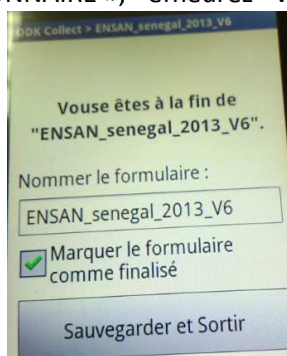 ODK Collect > ENSAN_senegal_2013_V6
Vouse êtes à la fin de
"ENSAN_senegal_2013_V6".
Nommer le formulaire :
ENSAN_senegal_2013_V6
Marquer le formulaire
comme finalisé
Sauvegarder et Sortir